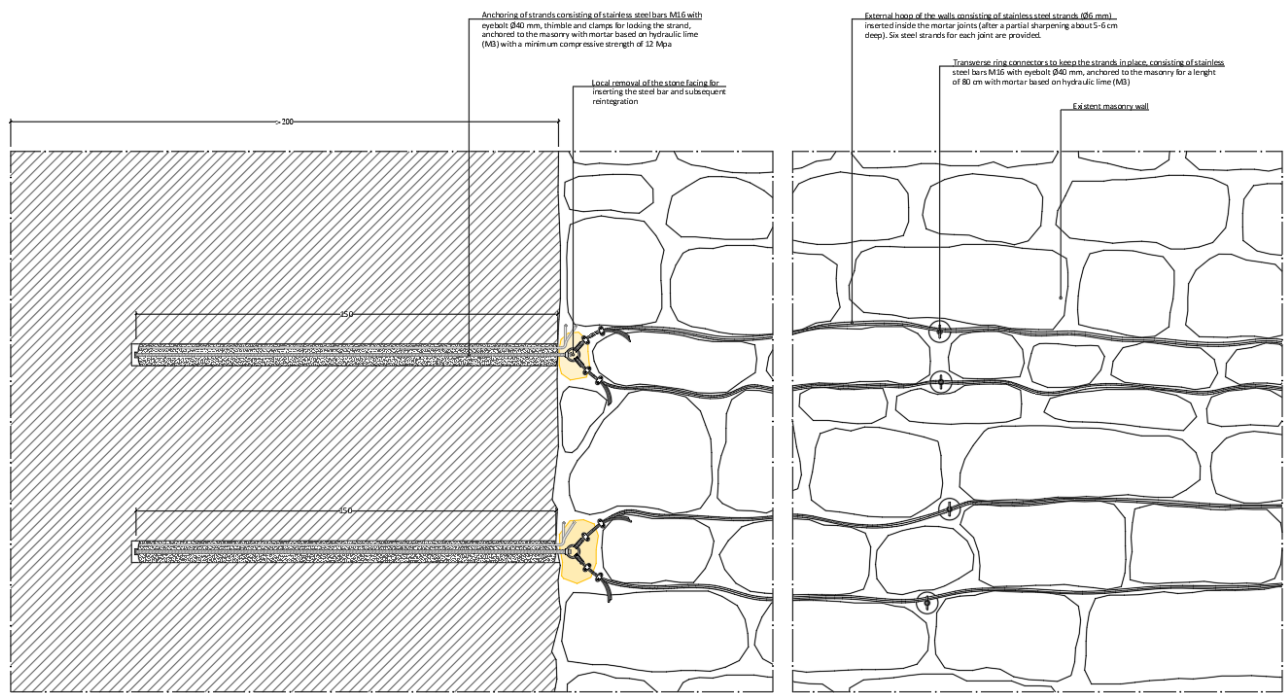 Anchoring of strands consisting of stainless steel bars M16 with
eyebolt Ø40 mm, thimble and clamps for locking the strand,
anchored to the masonry with mortar based on hydraulic lime
(M3) with a minimum compressive strength of 12 Mpa
External hoop of the walls consisting of stainless steel strands (Ø6 mm)
inserted inside the mortar joints (after a partial sharpening about 5-6 cm
deep). Six steel strands for each joint are provided.
Transverse ring connectors to keep the strands in place, consisting of stainless
steel bars M16 with eyebolt Ø40 mm, anchored to the masonry for a lenght
of 80 cm with mortar based on hydraulic lime (M3)
Local removal of the stone facing for
inserting the steel bar and subsequent
reintegration
Existent masonry wall
> 200
150
150